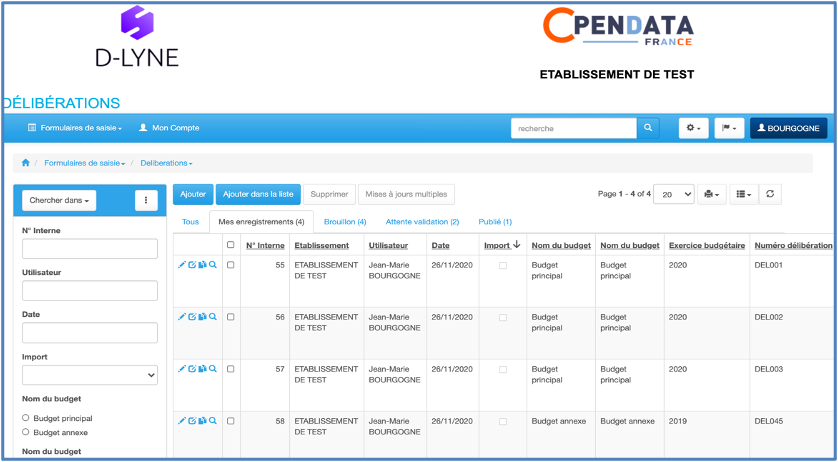 D-LYNE
OPENDATA
FRANCE
ETABLISSEMENT DE TEST
DÉLIBÉRATIONS
Formulaires de saisie
Mon Compte
recherche
BOURGOGNE
/ Formulaires de saisie / Deliberations
Chercher dans
Ajouter
Ajouter dans la liste
Supprimer
Mises à jours multiples
Page 1 - 4 of 4
20
Tous
Mes enregistrements (4)
Brouillon (4)
Attente validation (2)
Publié (1)
N° Interne
Utilisateur
Date
Import
Nom du budget
Budget principal
Budget annexe
Nom du budget
N° Interne Etablissement Utilisateur Date Import Nom du budget Nom du budget Exercice budgétaire Numéro délibération
55 ETABLISSEMENT Jean-Marie 26/11/2020 Budget Budget 2020 DEL001
DE TEST BOURGOGNE principal principal
56 ETABLISSEMENT Jean-Marie 26/11/2020 Budget Budget 2020 DEL002
DE TEST BOURGOGNE principal principal
57 ETABLISSEMENT Jean-Marie 26/11/2020 Budget Budget 2020 DEL003
DE TEST BOURGOGNE principal principal
58 ETABLISSEMENT Jean-Marie 26/11/2020 Budget annexe Budget annexe 2019 DEL045
DE TEST BOURGOGNE